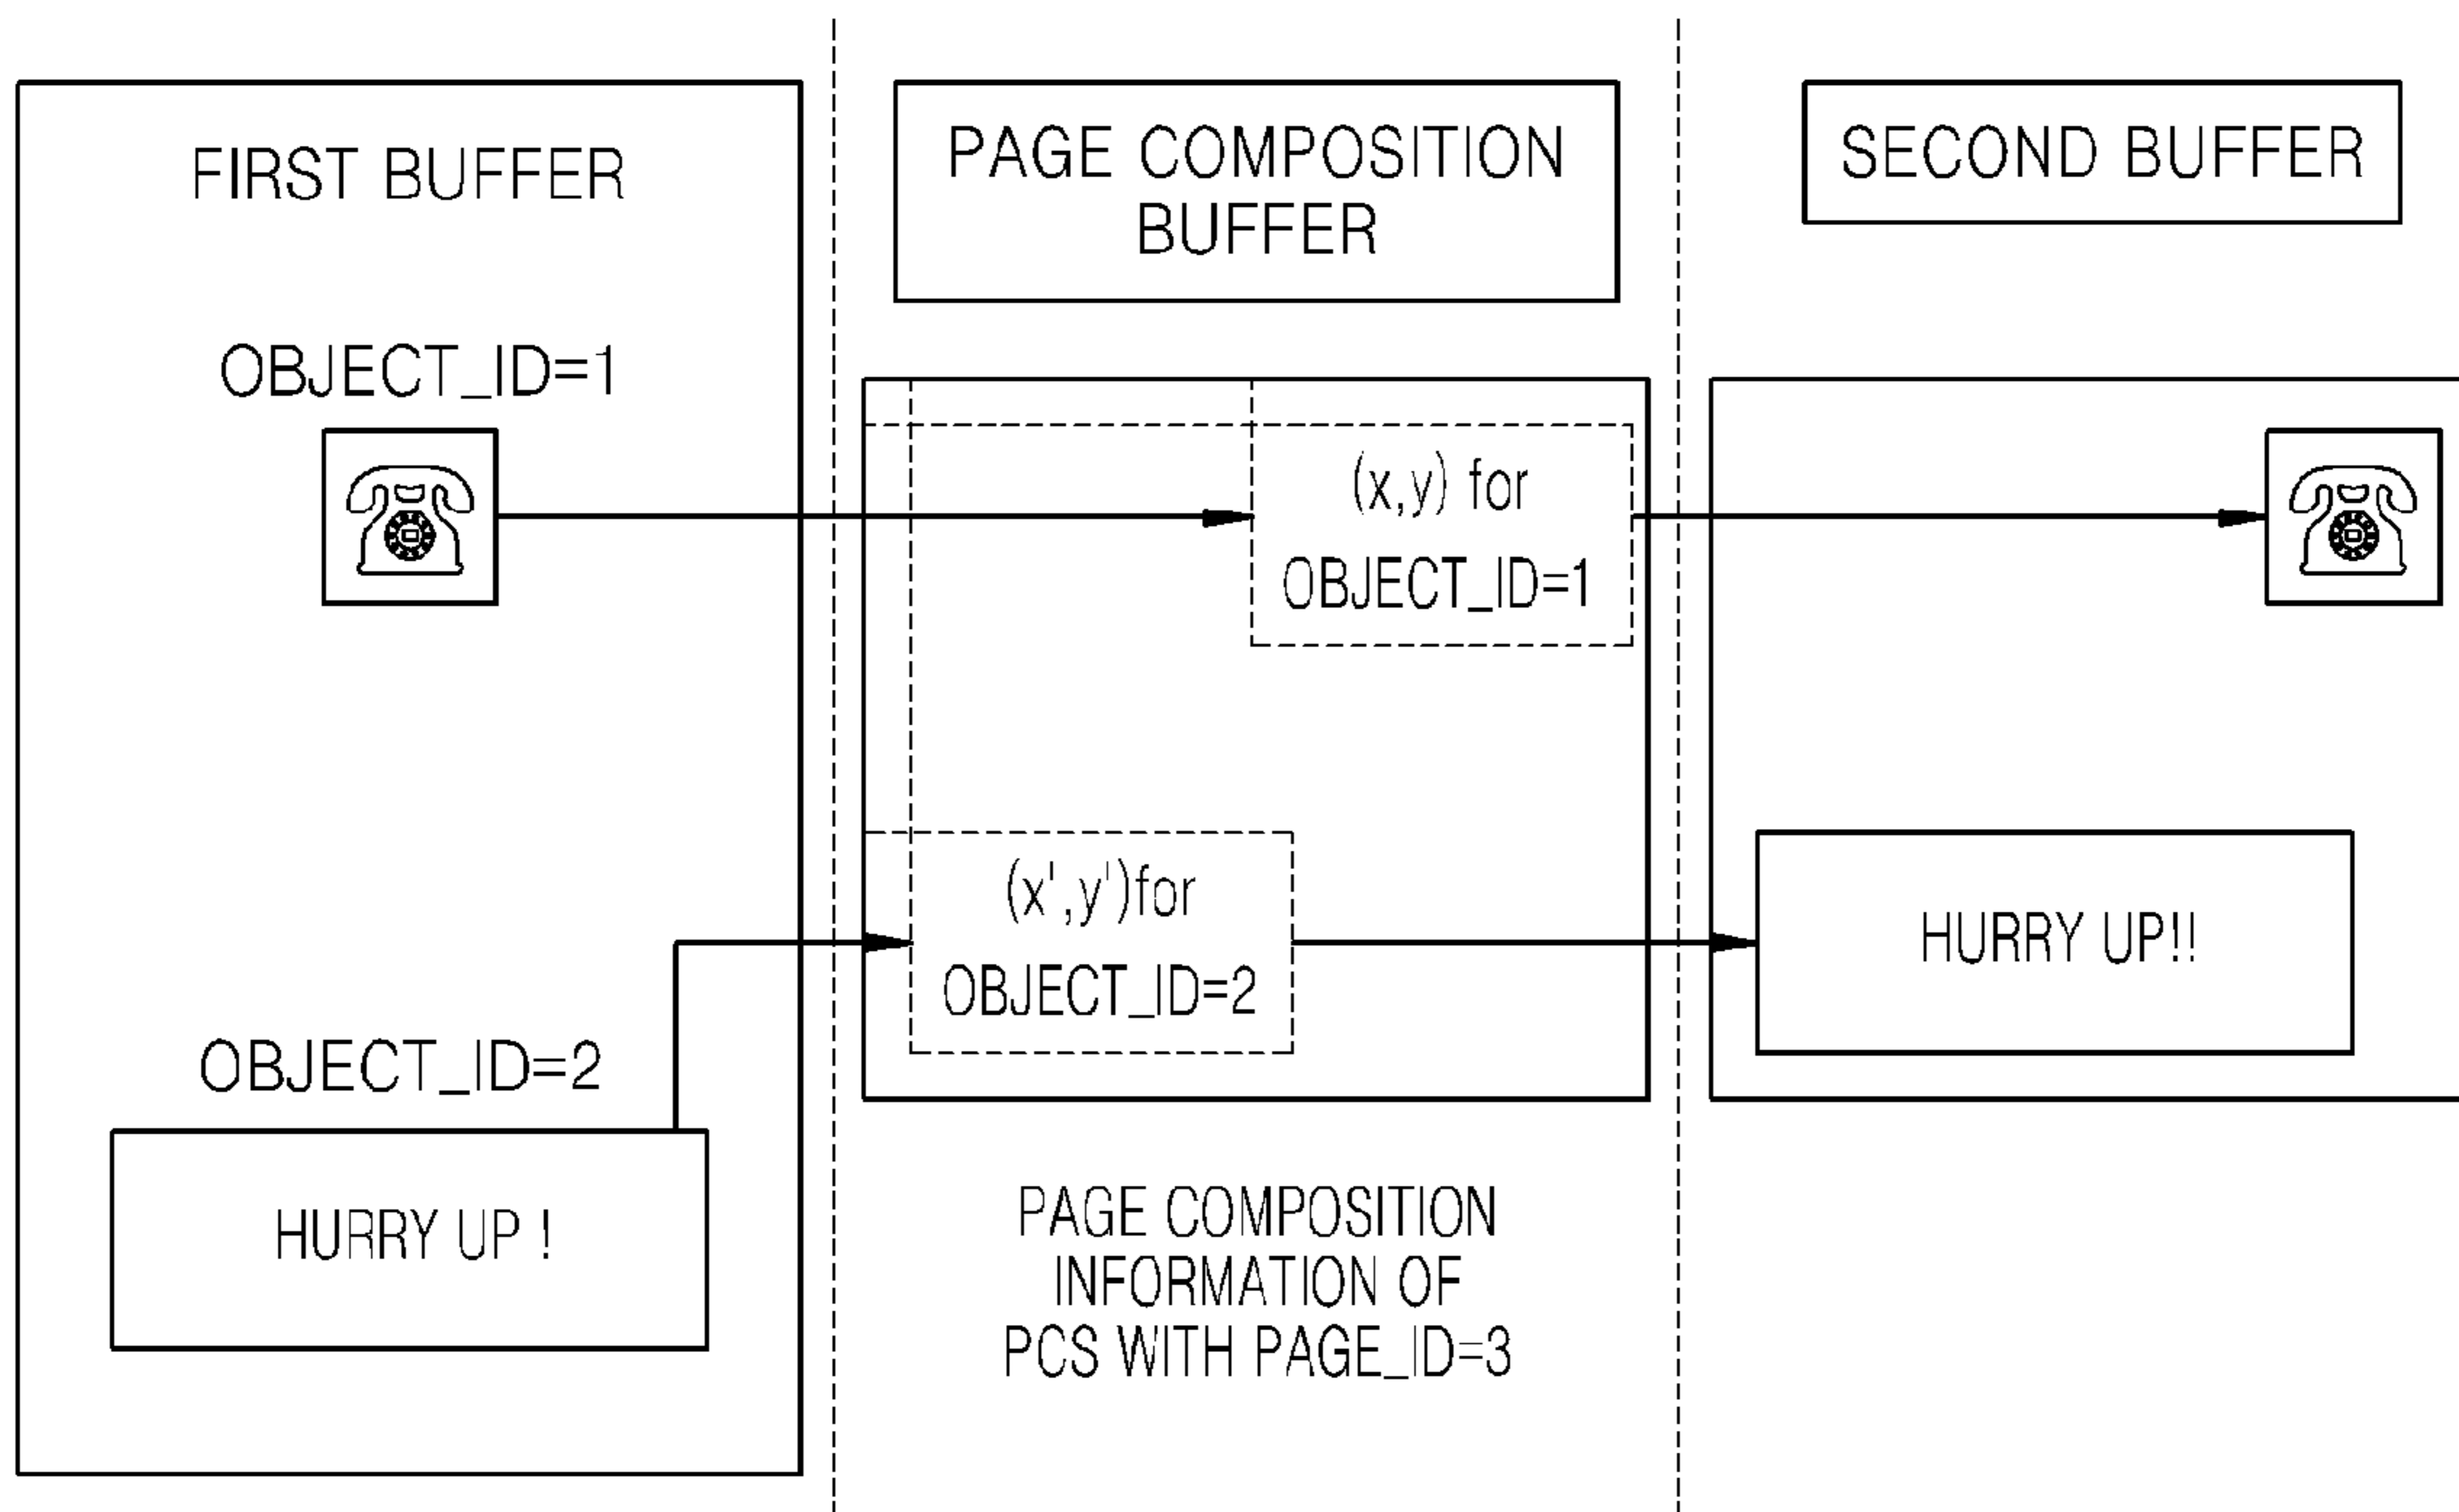 FIRST BUFFER
OBJECT_ID=1
OBJECT_ID=2
HURRY UP !
PAGE COMPOSITION
BUFFER
(x,y) for
OBJECT_ID=1
(x',y')for
OBJECT_ID=2
PAGE COMPOSITION
INFORMATION OF
PCS WITH PAGE_ID=3
SECOND BUFFER
HURRY UP!!